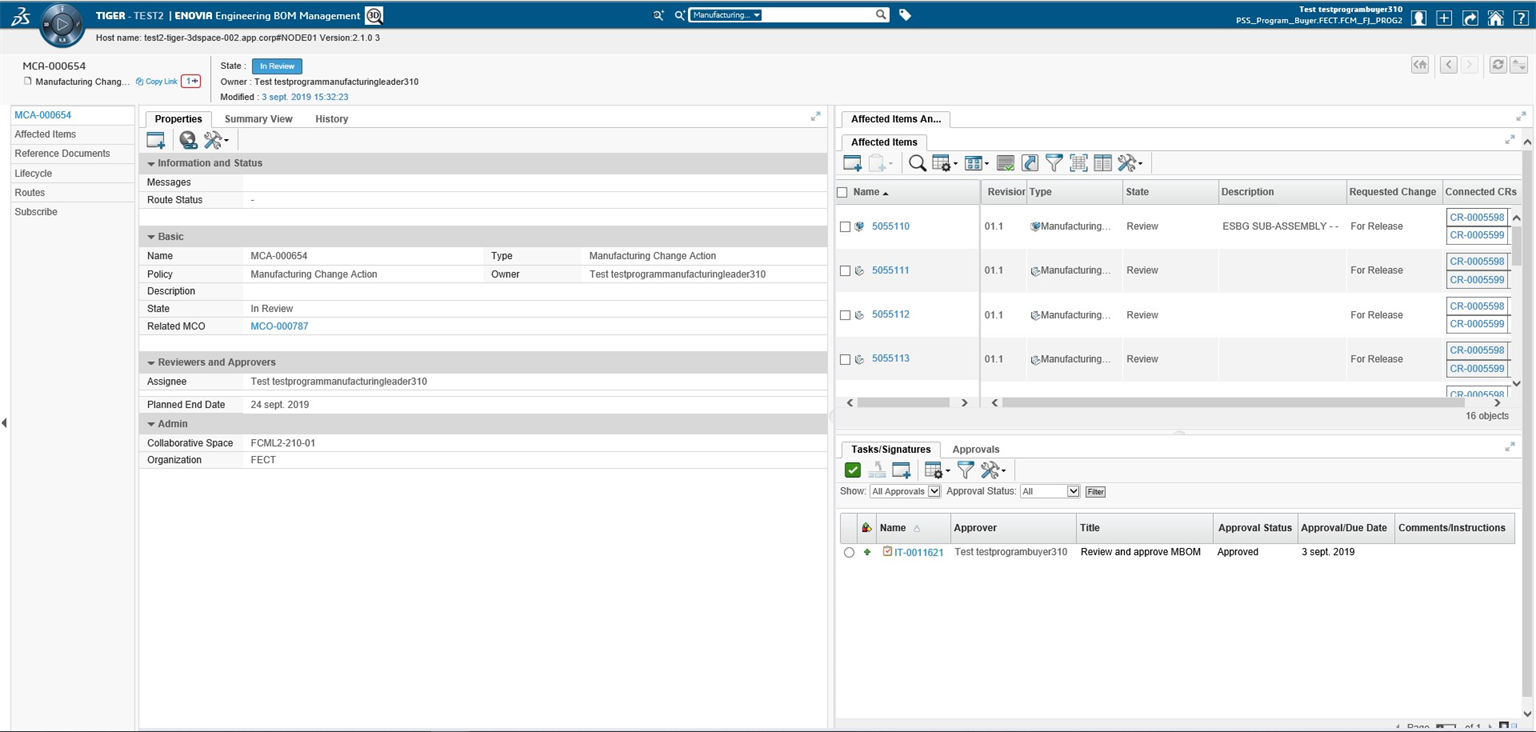 TIGER - TEST2 | ENOVIA Engineering BOM Management 3D
Manufacturing...
Test testprogrambuyer310
PSS_Program_Buyer.FECT.FCM_FJ_PROG2
Host name: test2-tiger-3dspace-002.app.corp#NODE01 Version:2.1.0 3
MCA-000654
Manufacturing Chang... Copy Link 1
State : In Review
Owner : Test testprogrammanufacturingleader310
Modified : 3 sept. 2019 15:32:23
MCA-000654
Affected Items
Reference Documents
Lifecycle
Routes
Subscribe
Properties Summary View History
Information and Status
Messages
Route Status -
Basic
Name MCA-000654 Type Manufacturing Change Action
Policy Manufacturing Change Action Owner Test testprogrammanufacturingleader310
Description
State In Review
Related MCO MCO-000787
Reviewers and Approvers
Assignee Test testprogrammanufacturingleader310
Planned End Date 24 sept. 2019
Admin
Collaborative Space FCML2-210-01
Organization FECT
Affected Items An...
Affected Items
Name Revision Type State Description Requested Change Connected CRs
5055110 01.1 Manufacturing... Review ESBG SUB-ASSEMBLY - - For Release CR-0005598
CR-0005599
5055111 01.1 Manufacturing... Review For Release CR-0005598
CR-0005599
5055112 01.1 Manufacturing... Review For Release CR-0005598
CR-0005599
5055113 01.1 Manufacturing... Review For Release CR-0005598
CR-0005599
CR-0005598
16 objects
Tasks/Signatures Approvals
Show: All Approvals Approval Status: All Filter
Name Approver Title Approval Status Approval/Due Date Comments/Instructions
IT-0011621 Test testprogrambuyer310 Review and approve MBOM Approved 3 sept. 2019
Page of 1